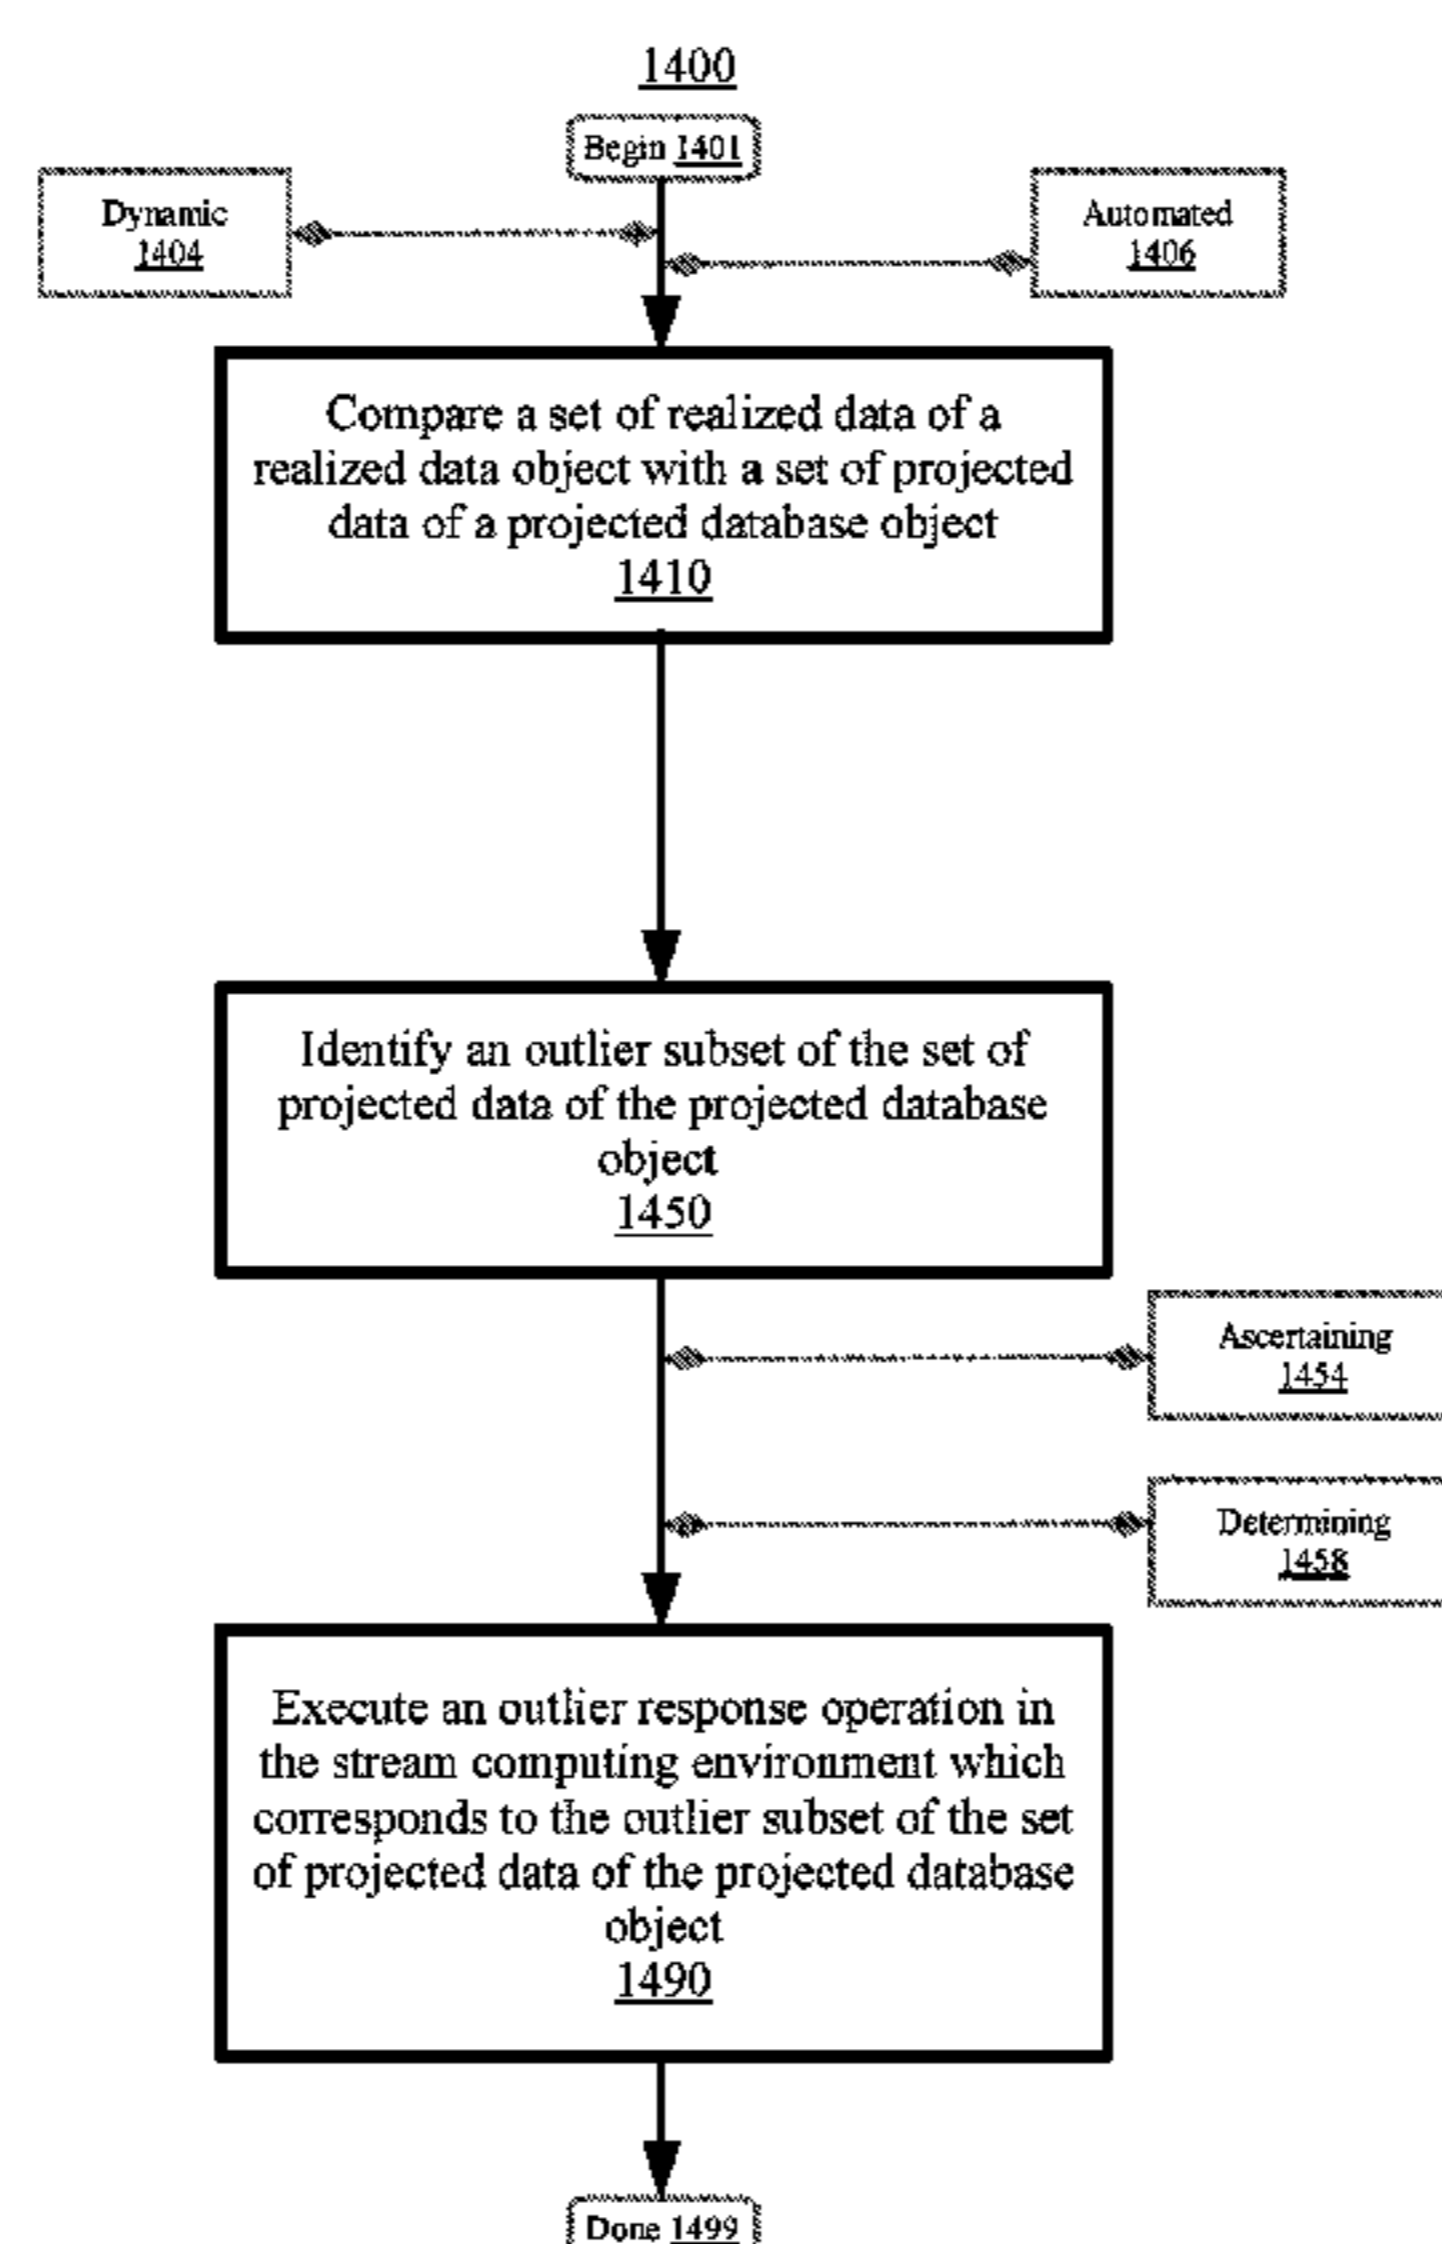 1400
Begin 1401
Dynamic
1404
Automated
1406
Compare a set of realized data of a
realized data object with a set of projected
data of a projected database object
1410
Identify an outlier subset of the set of
projected data of the projected database
object
1450
Ascertaining
1454
Determining
1458
Execute an outlier response operation in
the stream computing environment which
corresponds to the outlier subset of the set
of projected data of the projected database
object
1490
Done 1499